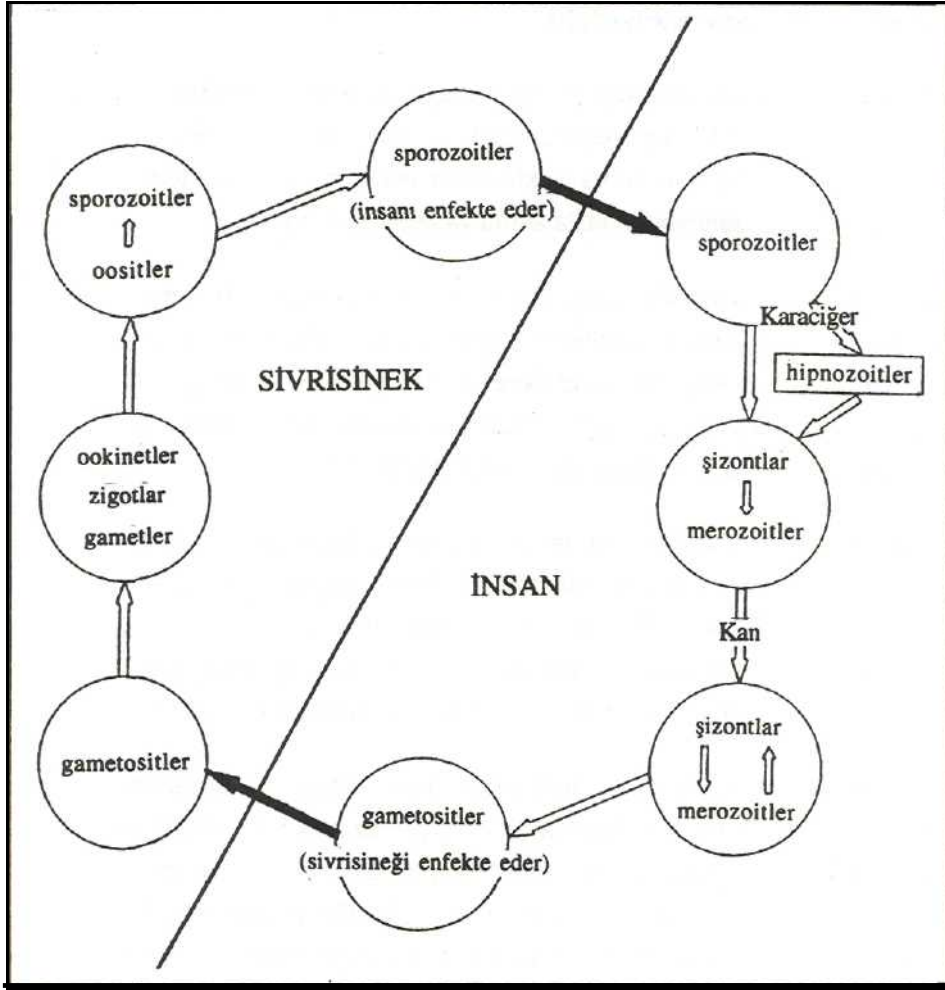 sporozoitler
(insanı enfekte eder)
sporozoitler
oositler
sporozoitler
Karaciğer
hipnozoitler
SİVRİSİNEK
ookinetler
zigotlar
gametler
şizontlar
merozoitler
İNSAN
Kan
şizontlar
merozoitler
gametositler
gametositler
(sivrisineği enfekte eder)